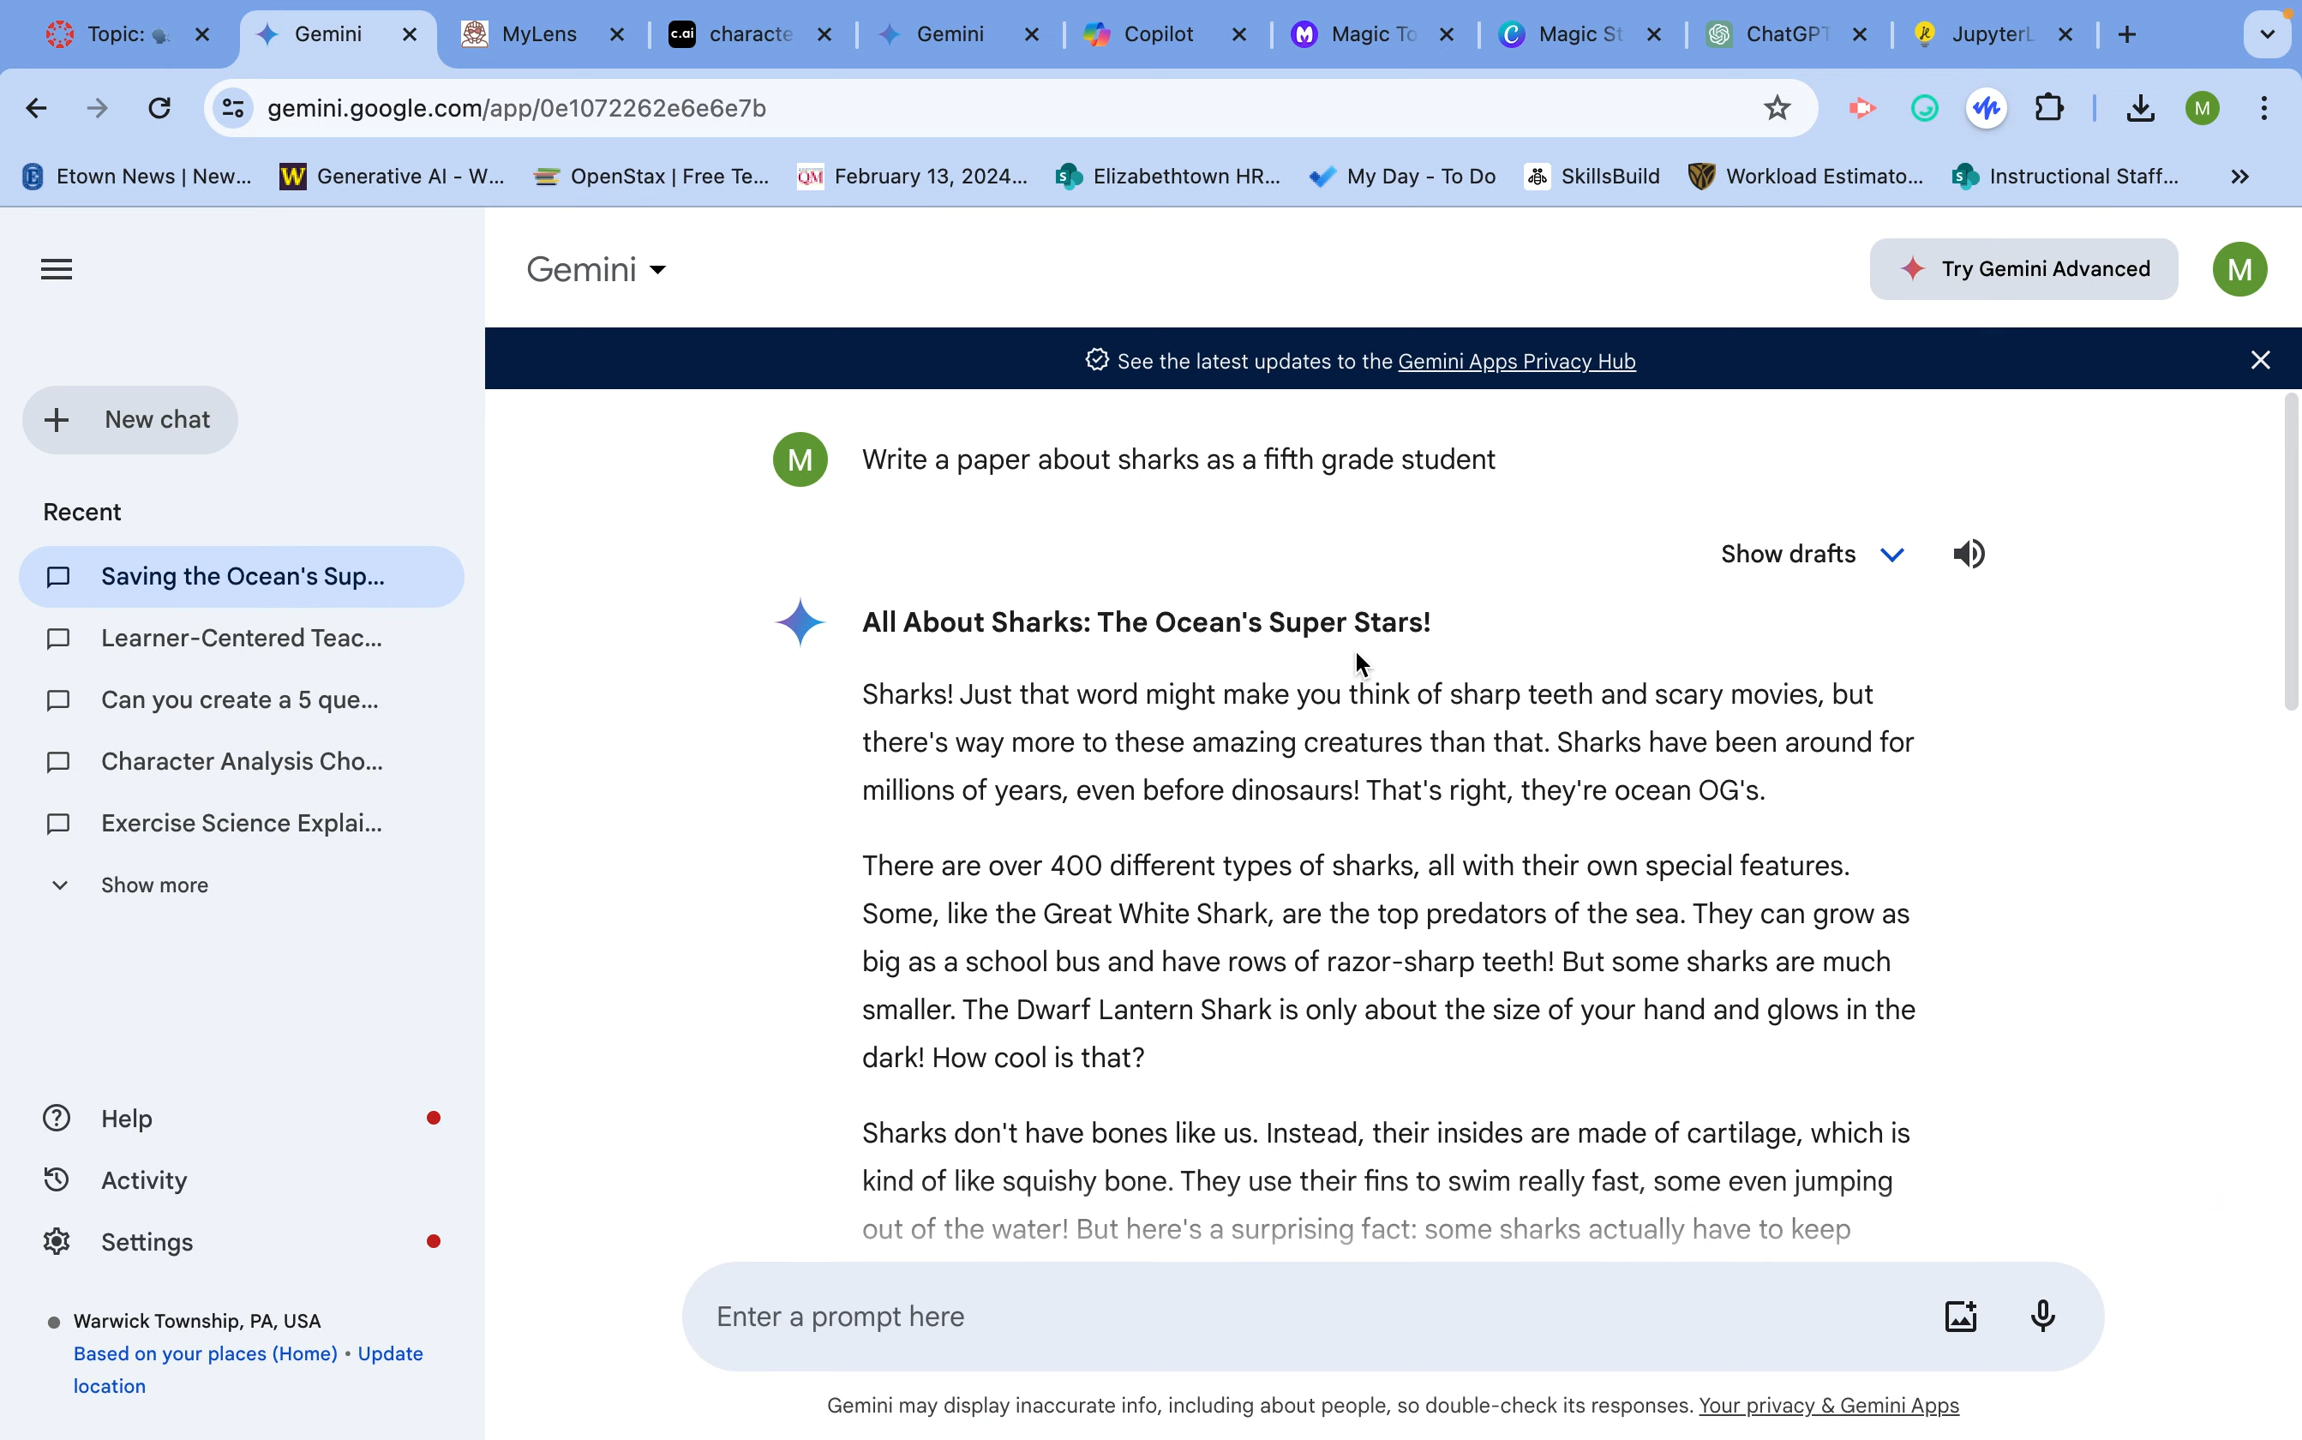 Topic:
Gemini
MyLens
c.ai characte
Gemini
Copilot
Magic To
Magic St
ChatGPT
JupyterL
gemini.google.com/app/0e1072262e6e6e7b
M
Etown News | New...
W Generative AI - W...
OpenStax | Free Te...
QM February 13, 2024...
Elizabethtown HR...
My Day - To Do
SkillsBuild
Workload Estimato...
Instructional Staff...
Gemini
Try Gemini Advanced
M
See the latest updates to the Gemini Apps Privacy Hub
New chat
Recent
Saving the Ocean's Sup...
Learner-Centered Teac...
Can you create a 5 que...
Character Analysis Cho...
Exercise Science Explai...
Show more
Help
Activity
Settings
Warwick Township, PA, USA
Based on your places (Home) • Update
location
M Write a paper about sharks as a fifth grade student
Show drafts
All About Sharks: The Ocean's Super Stars!
Sharks! Just that word might make you think of sharp teeth and scary movies, but
there's way more to these amazing creatures than that. Sharks have been around for
millions of years, even before dinosaurs! That's right, they're ocean OG's.
There are over 400 different types of sharks, all with their own special features.
Some, like the Great White Shark, are the top predators of the sea. They can grow as
big as a school bus and have rows of razor-sharp teeth! But some sharks are much
smaller. The Dwarf Lantern Shark is only about the size of your hand and glows in the
dark! How cool is that?
Sharks don't have bones like us. Instead, their insides are made of cartilage, which is
kind of like squishy bone. They use their fins to swim really fast, some even jumping
out of the water! But here's a surprising fact: some sharks actually have to keep
Enter a prompt here
Gemini may display inaccurate info, including about people, so double-check its responses. Your privacy & Gemini Apps